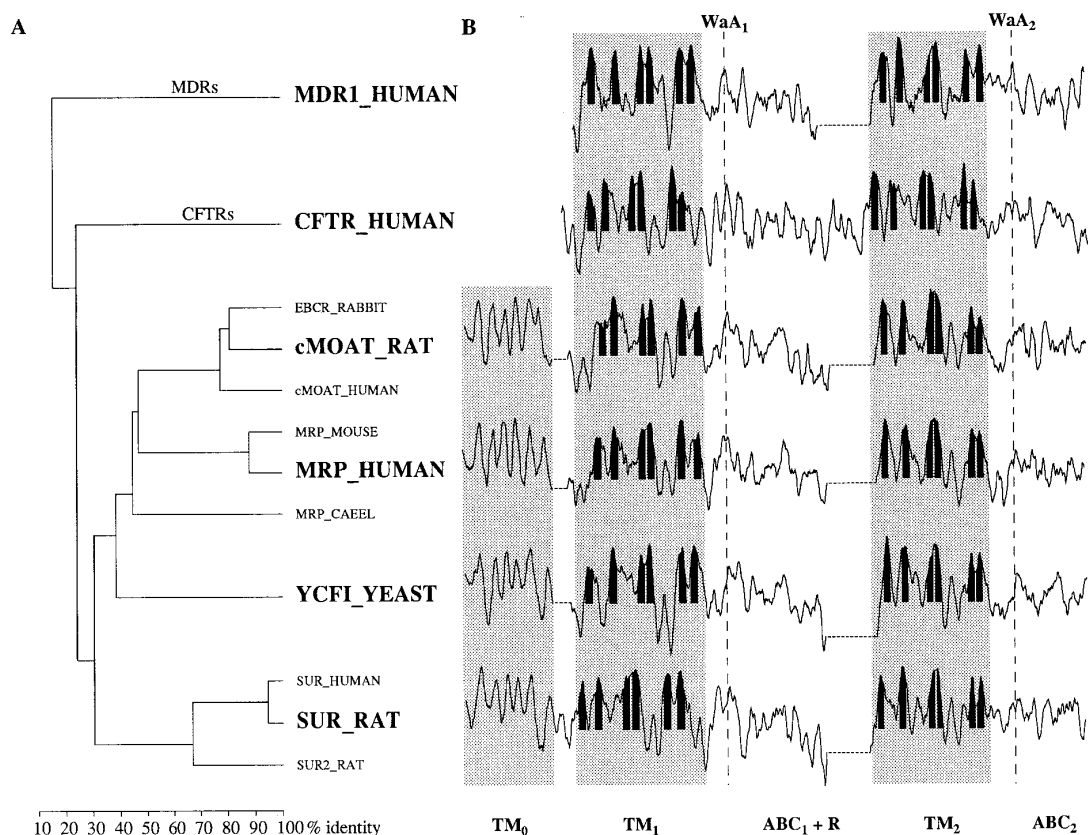 A
B
WaA1
WaA2
MDRs
MDR1_HUMAN
CFTRs
CFTR_HUMAN
EBCR_RABBIT
cMOAT_RAT
cMOAT_HUMAN
MRP_MOUSE
MRP_HUMAN
MRP_CAEEL
YCFI_YEAST
SUR_HUMAN
SUR_RAT
SUR2_RAT
10 20 30 40 50 60 70 80 90 100 % identity
TM0 TM1 ABC1 + R TM2 ABC2